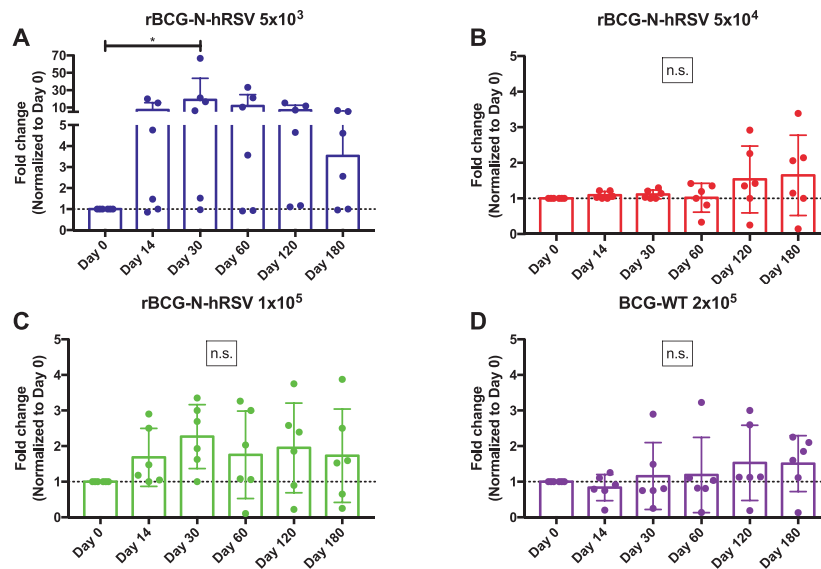 A
rBCG-N-hRSV 5x10³
*
70
50
30
10
5
4
3
2
1
0
Fold change
(Normalized to Day 0)
Day 0
Day 14
Day 30
Day 60
Day 120
Day 180
B
rBCG-N-hRSV 5x10⁴
n.s.
5
4
3
2
1
0
Fold change
(Normalized to Day 0)
Day 0
Day 14
Day 30
Day 60
Day 120
Day 180
C
rBCG-N-hRSV 1x10⁵
n.s.
5
4
3
2
1
0
Fold change
(Normalized to Day 0)
Day 0
Day 14
Day 30
Day 60
Day 120
Day 180
D
BCG-WT 2x10⁵
n.s.
5
4
3
2
1
0
Fold change
(Normalized to Day 0)
Day 0
Day 14
Day 30
Day 60
Day 120
Day 180